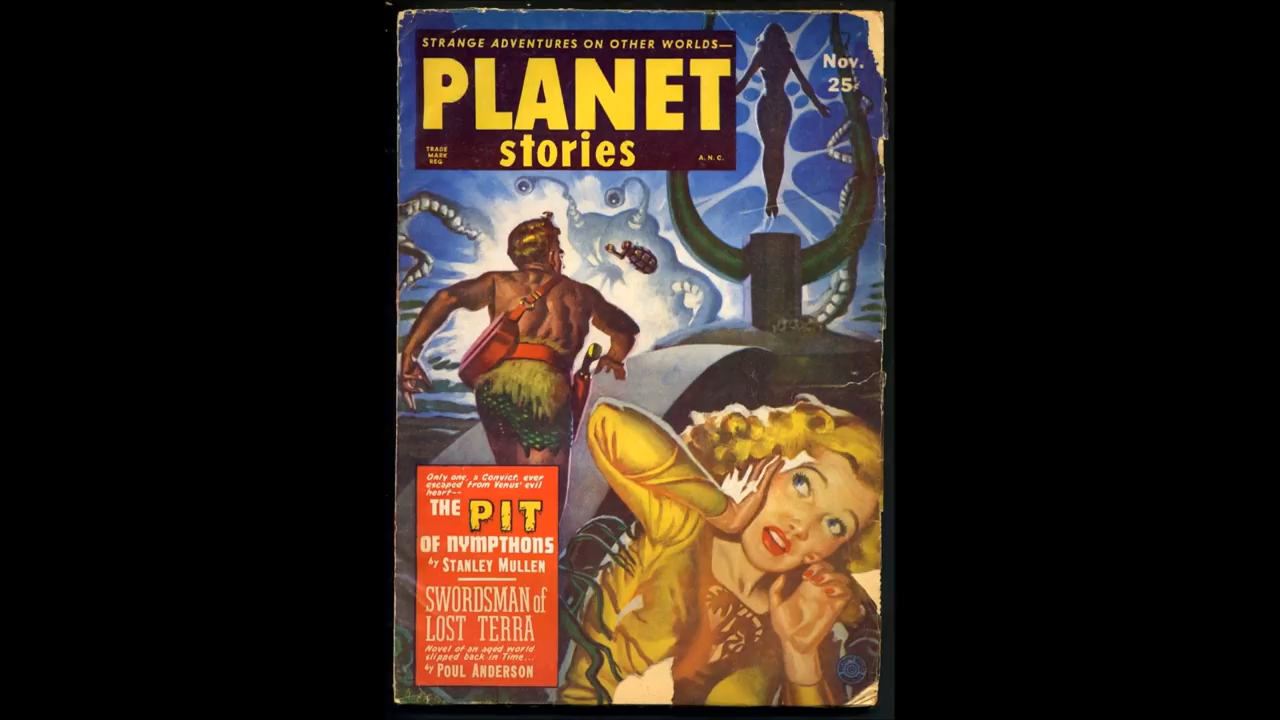 STRANGE ADVENTURES ON OTHER WORLDS—
PLANET
stories
TRADE
MARK
REG
A.N.C.
Nov.
25¢
Only one, a Convict, ever
escaped from Venus' evil
heart--
THE PIT
OF NYMPTHONS
by STANLEY MULLEN
SWORDSMAN of
LOST TERRA
Novel of an aged world
slipped back in Time...
by POUL ANDERSON